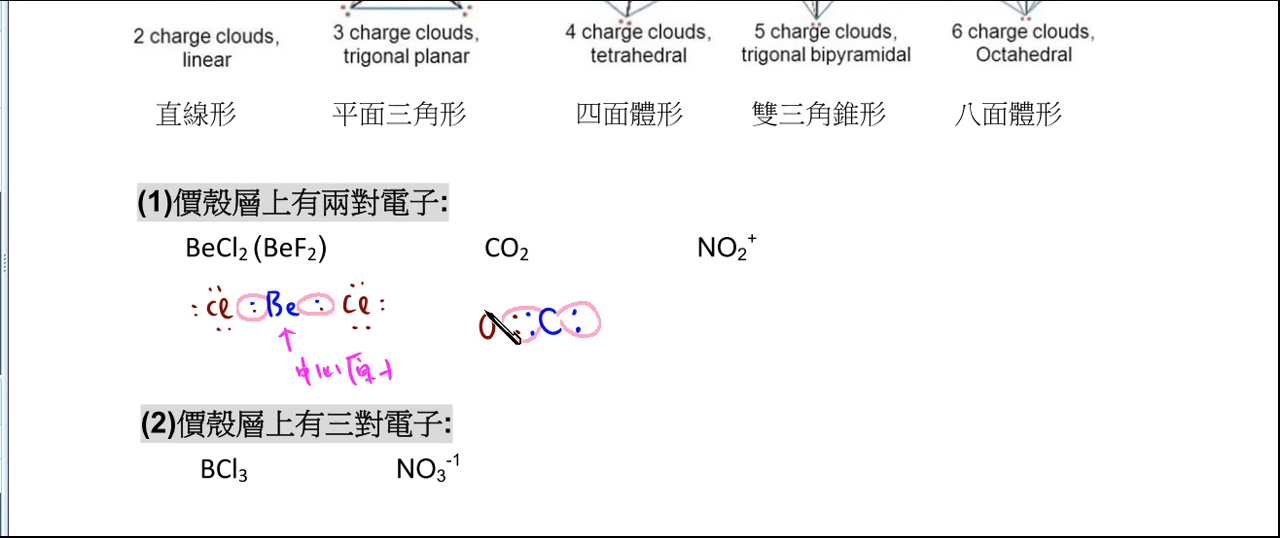 2 charge clouds,
linear
3 charge clouds,
trigonal planar
4 charge clouds,
tetrahedral
5 charge clouds,
trigonal bipyramidal
6 charge clouds,
Octahedral
直線形 平面三角形 四面體形 雙三角錐形 八面體形
(1)價殼層上有兩對電子:
BeCl₂ (BeF₂) CO₂ NO₂⁺
:Cl : Be : Cl:
O :: C :
中心原
(2)價殼層上有三對電子:
BCl₃ NO₃⁻¹